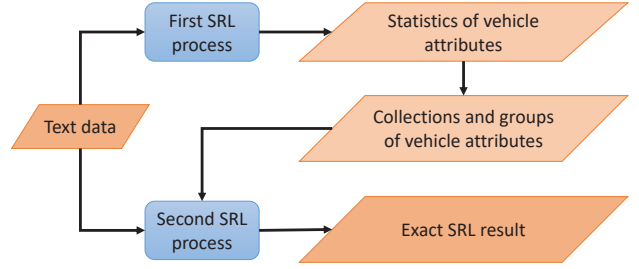 First SRL
process
Statistics of vehicle
attributes
Text data
Collections and groups
of vehicle attributes
Second SRL
process
Exact SRL result